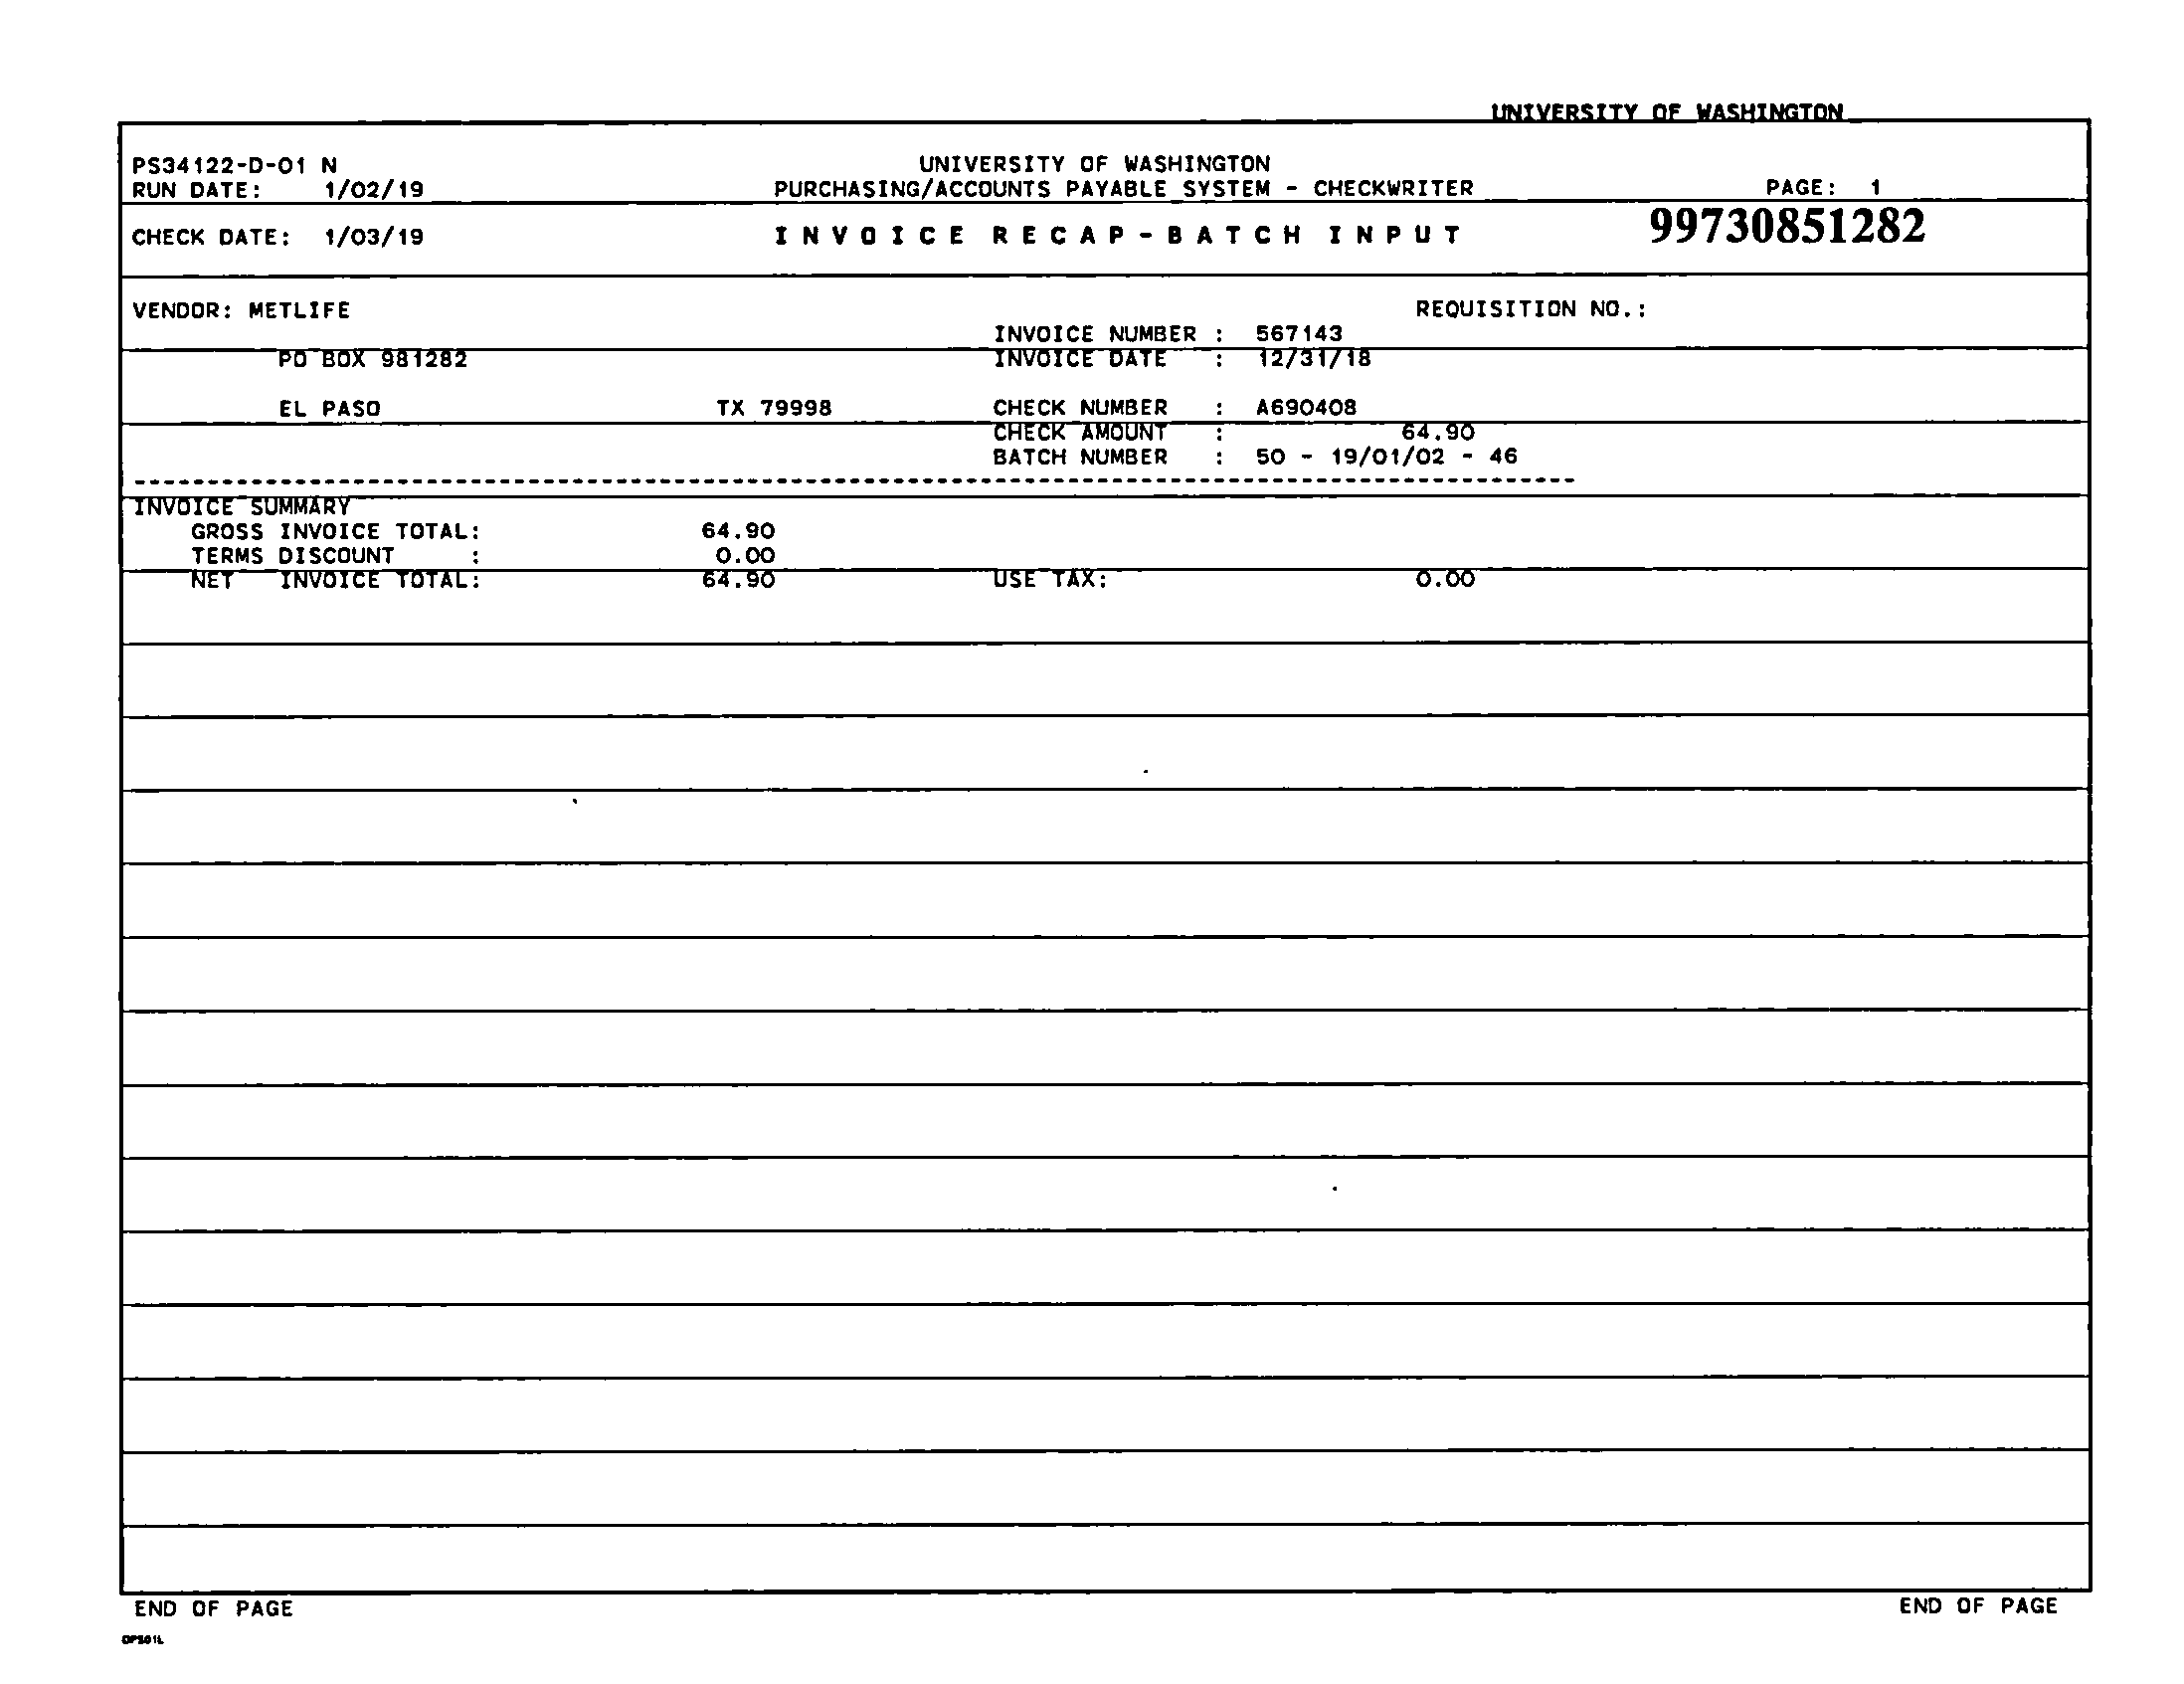 UNIVERSITY OF WASHINGTON
PS34122-D-01 N UNIVERSITY OF WASHINGTON
RUN DATE: 1/02/19 PURCHASING/ACCOUNTS PAYABLE SYSTEM - CHECKWRITER PAGE: 1
99730851282
CHECK DATE: 1/03/19 INVOICE RECAP-BATCH INPUT
VENDOR: METLIFE REQUISITION NO.:
INVOICE NUMBER : 567143
PO BOX 981282 INVOICE DATE : 12/31/18
EL PASO TX 79998 CHECK NUMBER : A690408
CHECK AMOUNT : 64.90
BATCH NUMBER : 50 - 19/01/02 - 46
INVOICE SUMMARY
GROSS INVOICE TOTAL: 64.90
TERMS DISCOUNT : 0.00
NET INVOICE TOTAL: 64.90 USE TAX: 0.00
END OF PAGE END OF PAGE
OPS01L